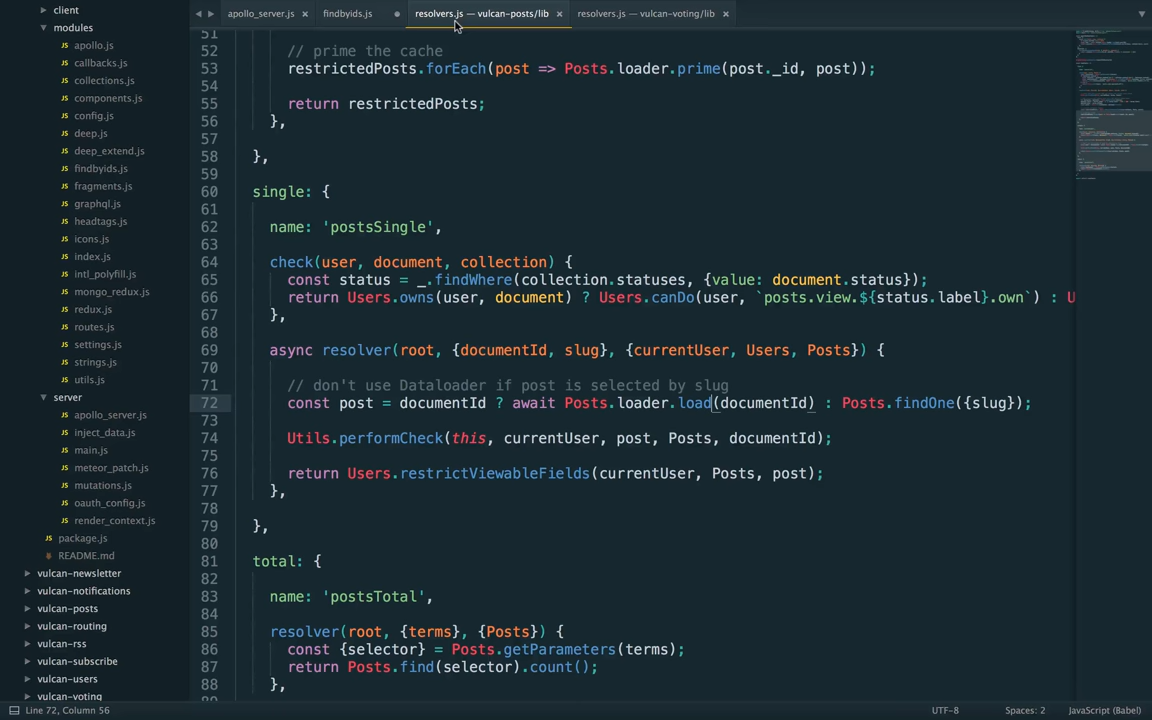 client
modules
apollo.js
callbacks.js
collections.js
components.js
config.js
deep.js
deep_extend.js
findbyids.js
fragments.js
graphql.js
headtags.js
icons.js
index.js
intl_polyfill.js
mongo_redux.js
redux.js
routes.js
settings.js
strings.js
utils.js
server
apollo_server.js
inject_data.js
main.js
meteor_patch.js
mutations.js
oauth_config.js
render_context.js
package.js
README.md
vulcan-newsletter
vulcan-notifications
vulcan-posts
vulcan-routing
vulcan-rss
vulcan-subscribe
vulcan-users
vulcan-voting
apollo_server.js × findbyids.js resolvers.js — vulcan-posts/lib × resolvers.js — vulcan-voting/lib ×
51
52 // prime the cache
53 restrictedPosts.forEach(post => Posts.loader.prime(post._id, post));
54
55 return restrictedPosts;
56 },
57
58 },
59
60 single: {
61
62 name: 'postsSingle',
63
64 check(user, document, collection) {
65 const status = _.findWhere(collection.statuses, {value: document.status});
66 return Users.owns(user, document) ? Users.canDo(user, `posts.view.${status.label}.own`) : U
67 },
68
69 async resolver(root, {documentId, slug}, {currentUser, Users, Posts}) {
70
71 // don't use Dataloader if post is selected by slug
72 const post = documentId ? await Posts.loader.load(documentId) : Posts.findOne({slug});
73
74 Utils.performCheck(this, currentUser, post, Posts, documentId);
75
76 return Users.restrictViewableFields(currentUser, Posts, post);
77 },
78
79 },
80
81 total: {
82
83 name: 'postsTotal',
84
85 resolver(root, {terms}, {Posts}) {
86 const {selector} = Posts.getParameters(terms);
87 return Posts.find(selector).count();
88 },
Line 72, Column 56 UTF-8 Spaces: 2 JavaScript (Babel)